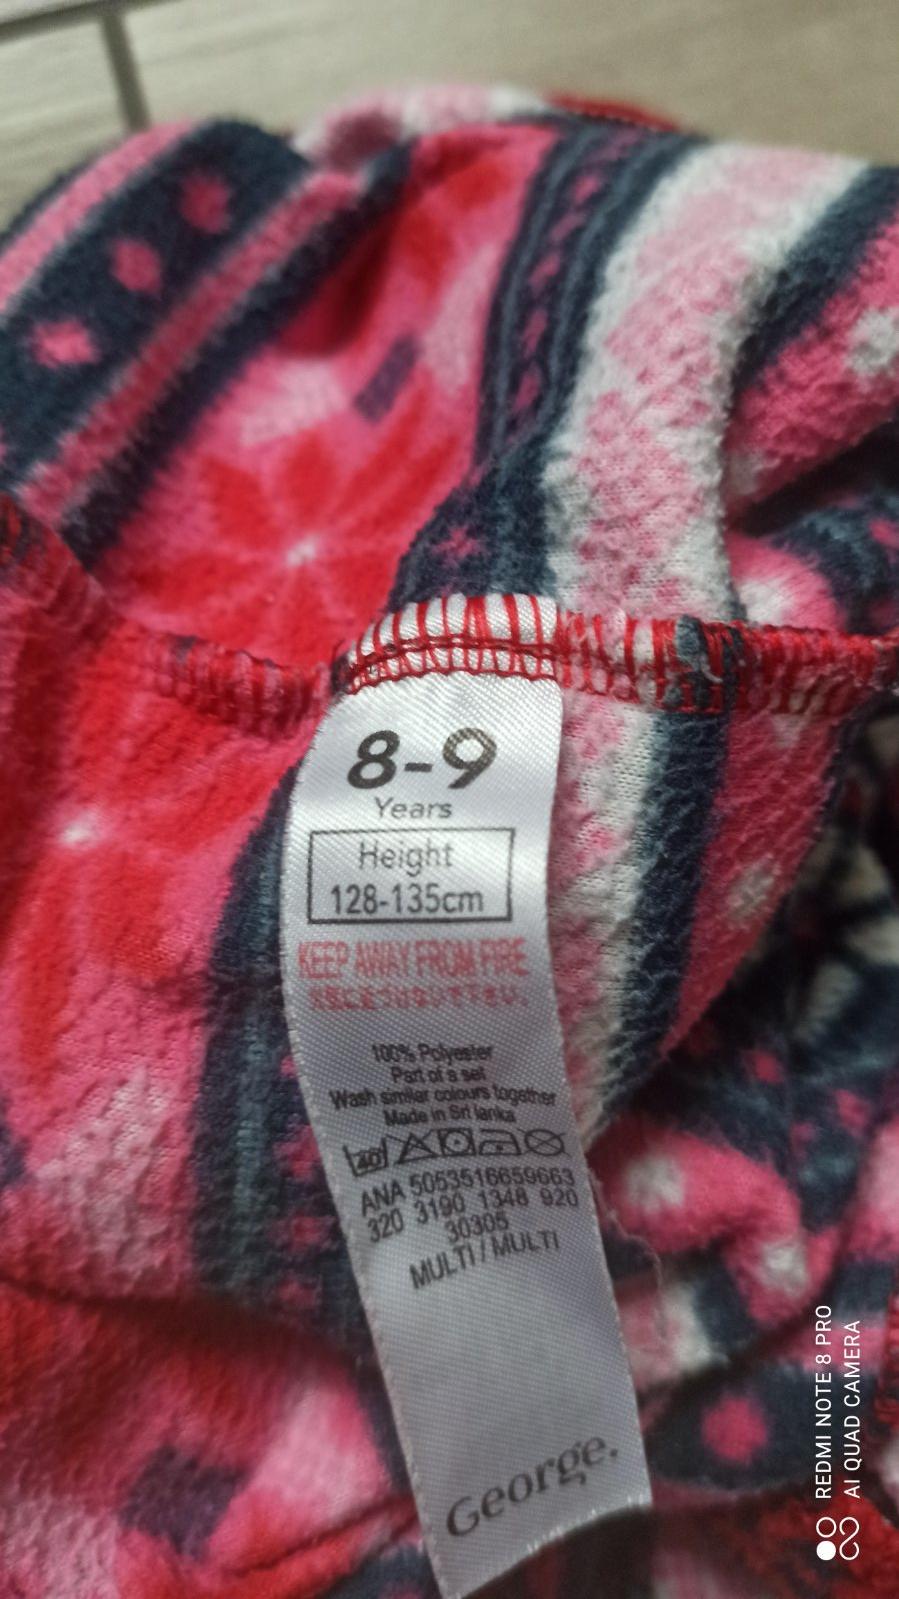 8-9
Years
Height
128-135cm
KEEP AWAY FROM FIRE
100% Polyester
Part of a set
Wash similar colours together
Made in Sri lanka
40°
ANA 5053516659663
320 3190 1348 920
30305
MULTI / MULTI
George.
REDMI NOTE 8 PRO
AI QUAD CAMERA